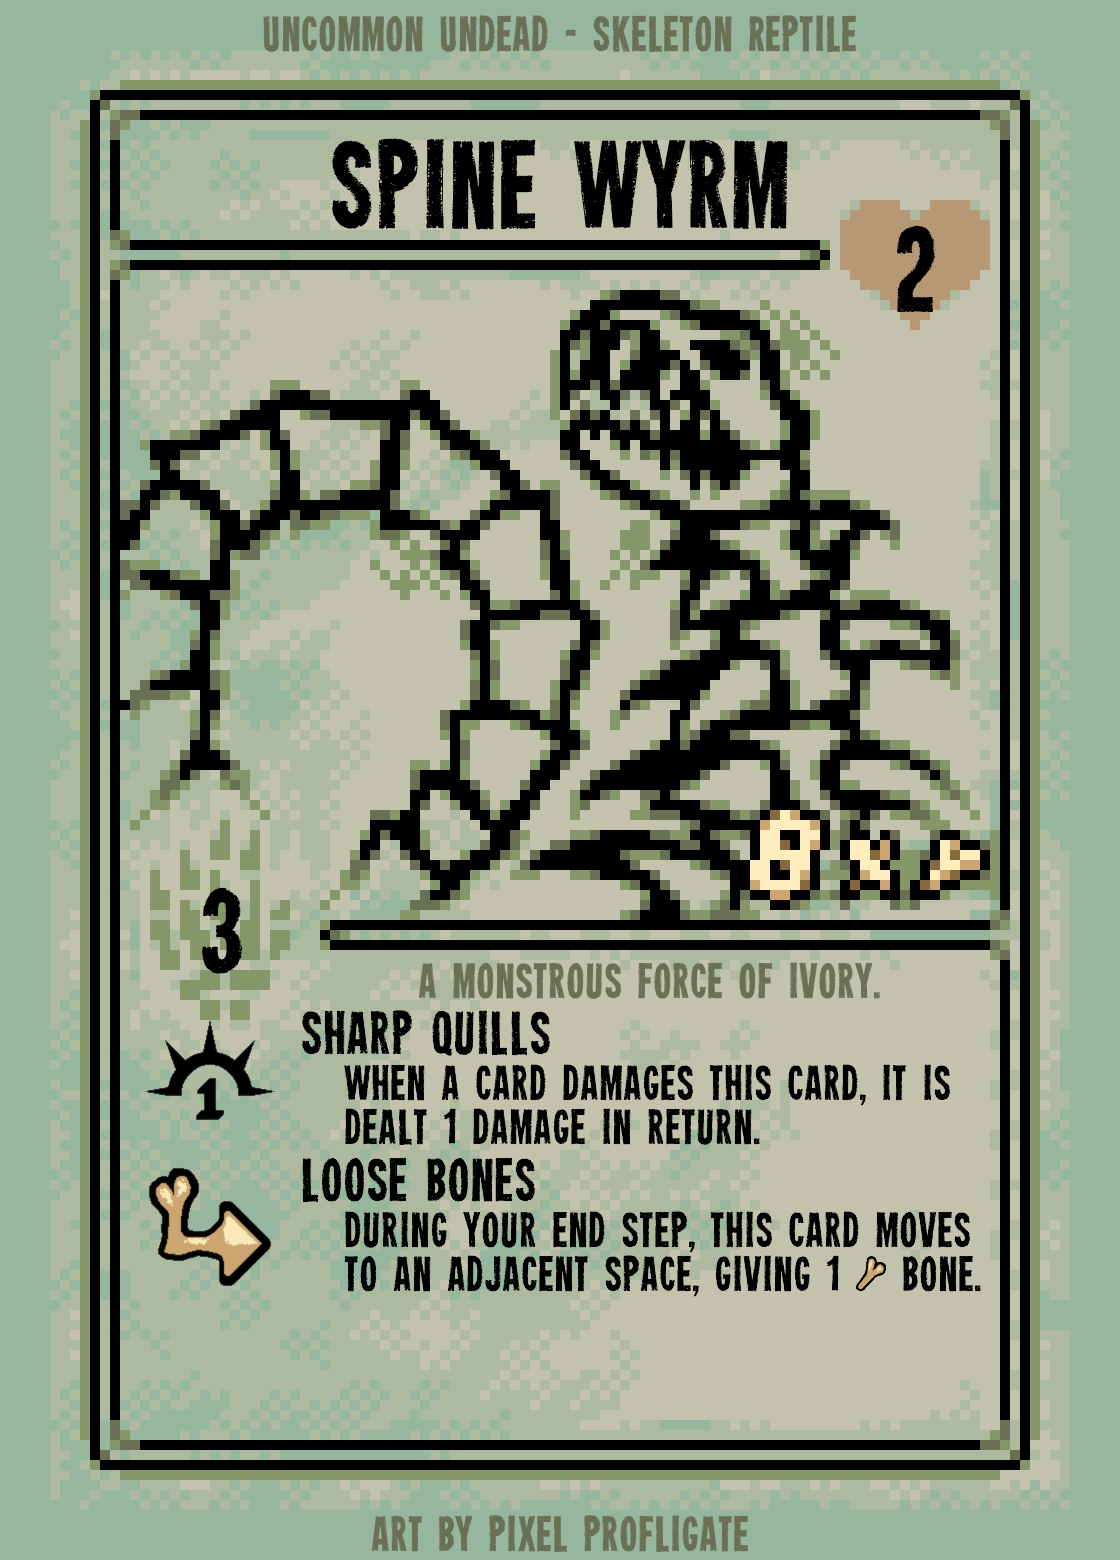 UNCOMMON UNDEAD - SKELETON REPTILE
SPINE WYRM
2
8 x
3
A MONSTROUS FORCE OF IVORY.
SHARP QUILLS
1
WHEN A CARD DAMAGES THIS CARD, IT IS
DEALT 1 DAMAGE IN RETURN.
LOOSE BONES
DURING YOUR END STEP, THIS CARD MOVES
TO AN ADJACENT SPACE, GIVING 1 BONE.
ART BY PIXEL PROFLIGATE